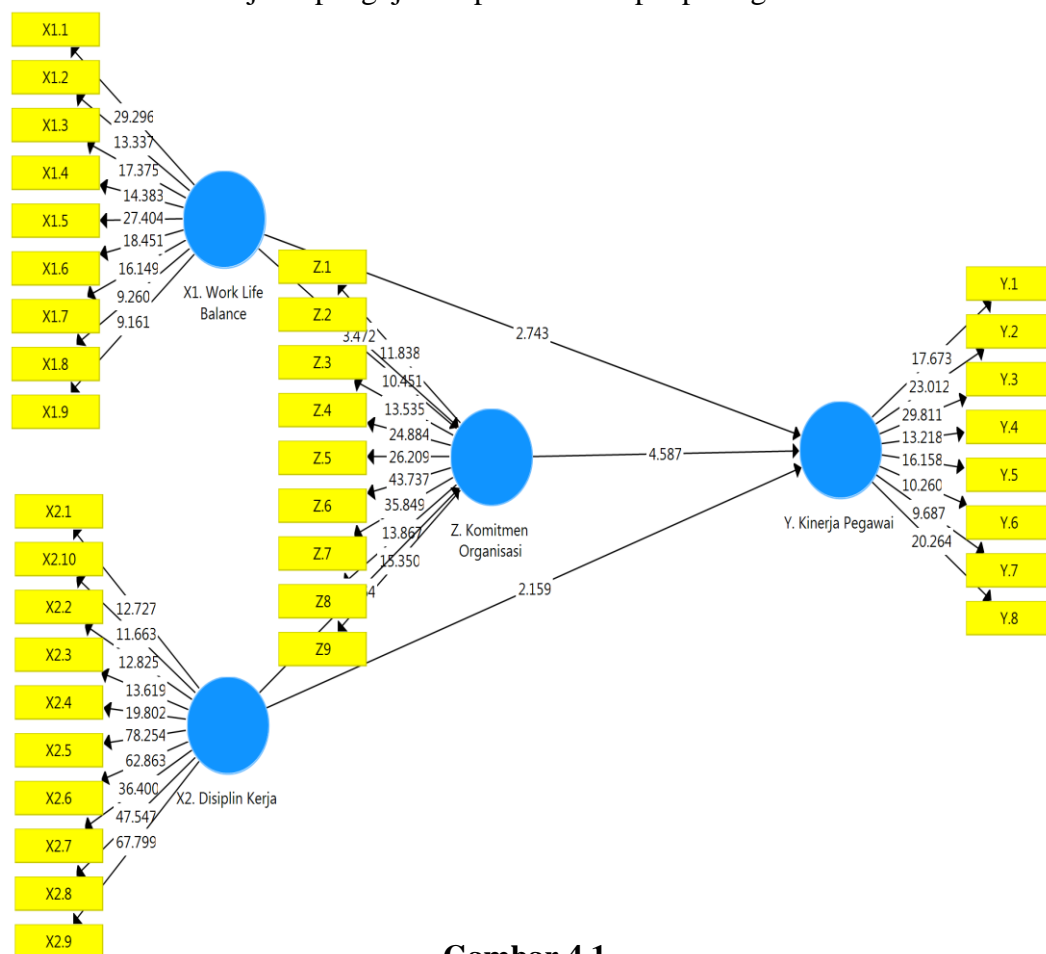 X1.1
X1.2
X1.3
X1.4
X1.5
X1.6
X1.7
X1.8
X1.9
29.296
13.337
17.375
14.383
27.404
18.451
16.149
9.260
9.161
X1. Work Life
Balance
X2.1
X2.10
X2.2
X2.3
X2.4
X2.5
X2.6
X2.7
X2.8
X2.9
12.727
11.663
12.825
13.619
19.802
78.254
62.863
36.400
47.547
67.799
X2. Disiplin Kerja
Z.1
Z.2
Z.3
Z.4
Z.5
Z.6
Z.7
Z8
Z9
3.472
11.838
10.451
13.535
24.884
26.209
43.737
35.849
13.867
15.350
Z. Komitmen
Organisasi
2.743
4.587
2.159
Y. Kinerja Pegawai
17.673
23.012
29.811
13.218
16.158
10.260
9.687
20.264
Y.1
Y.2
Y.3
Y.4
Y.5
Y.6
Y.7
Y.8